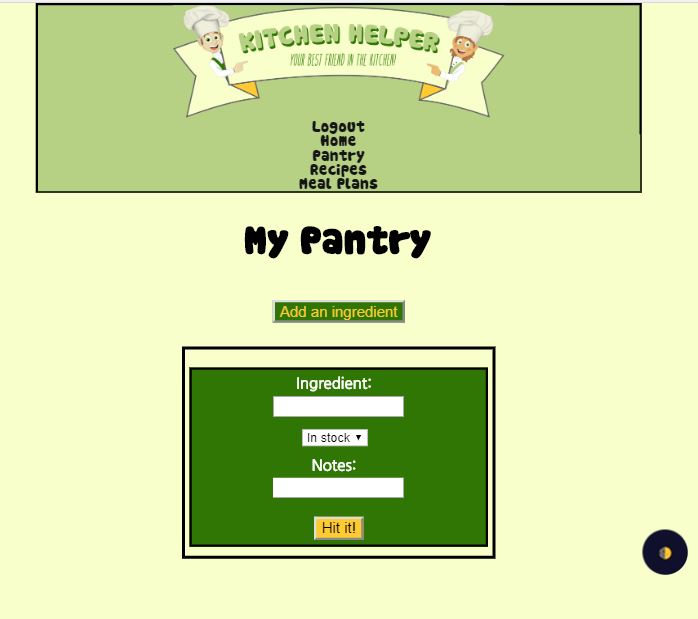 KITCHEN HELPER
YOUR BEST FRIEND IN THE KITCHEN!
Logout
Home
Pantry
Recipes
Meal Plans
My Pantry
Add an ingredient
Ingredient:
In stock
Notes:
Hit it!